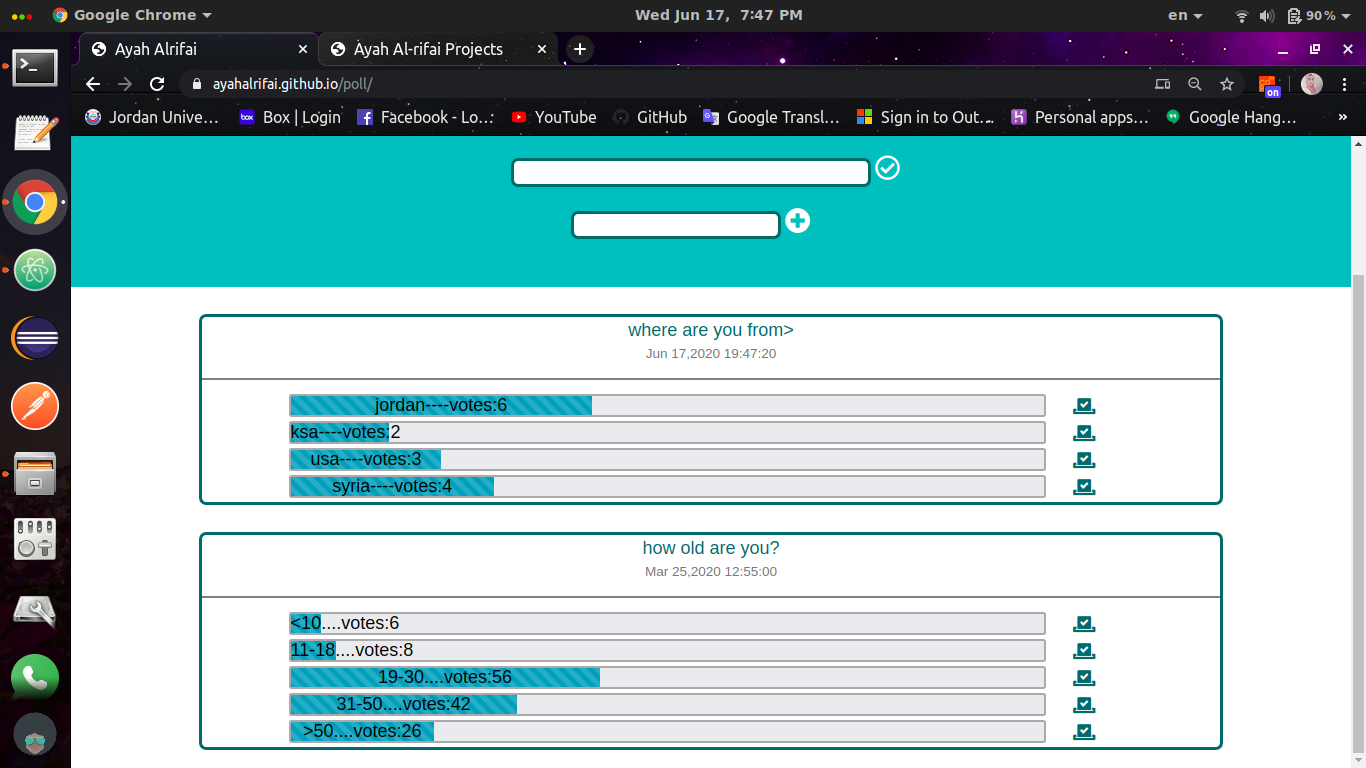 Google Chrome
Wed Jun 17, 7:47 PM
en
90%
Ayah Alrifai
Ayah Al-rifai Projects
ayahalrifai.github.io/poll/
on
Jordan Unive…
box
Box | Login
Facebook - Lo…
YouTube
GitHub
Google Transl…
Sign in to Out…
Personal apps…
Google Hang…
»
where are you from>
Jun 17,2020 19:47:20
jordan----votes:6
ksa----votes:2
usa----votes:3
syria----votes:4
how old are you?
Mar 25,2020 12:55:00
<10....votes:6
11-18....votes:8
19-30....votes:56
31-50....votes:42
>50....votes:26